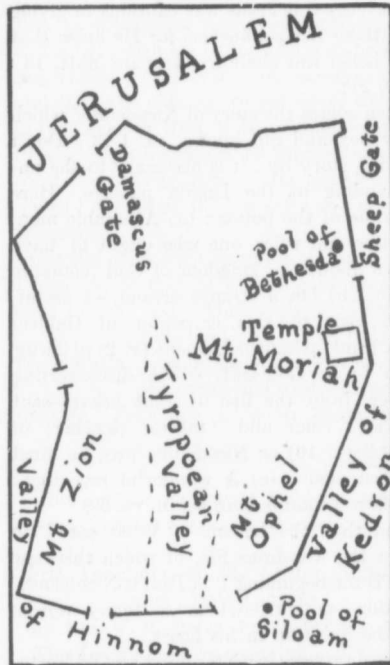 JERUSALEM
Damascus
Gate
Sheep Gate
Pool of
Bethesda
Temple
Mt. Moriah
Tyropoean
Valley
Mt. Zion
Mt.
Ophel
Valley of
Kedron
Valley
of
Hinnom
Pool of
Siloam